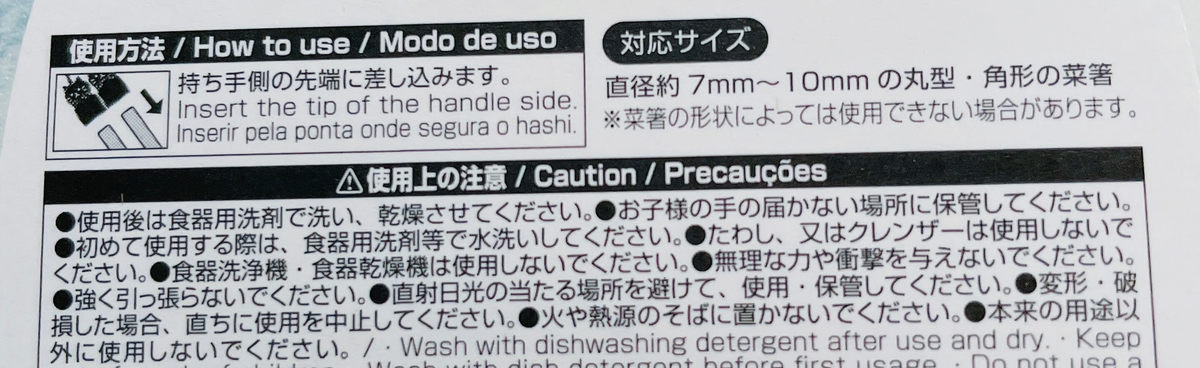 使用方法 / How to use / Modo de uso
持ち手側の先端に差し込みます。
Insert the tip of the handle side.
Inserir pela ponta onde segura o hashi.
対応サイズ
直径約 7mm～10mm の丸型・角形の菜箸
※菜箸の形状によっては使用できない場合があります。
⚠使用上の注意 / Caution / Precauções
●使用後は食器用洗剤で洗い、乾燥させてください。●お子様の手の届かない場所に保管してください。
●初めて使用する際は、食器用洗剤等で水洗いしてください。●たわし、又はクレンザーは使用しないで
ください。●食器洗浄機・食器乾燥機は使用しないでください。●無理な力や衝撃を与えないでください。
●強く引っ張らないでください。●直射日光の当たる場所を避けて、使用・保管してください。●変形・破
損した場合、直ちに使用を中止してください。●火や熱源のそばに置かないでください。●本来の用途以
外に使用しないでください。/・Wash with dishwashing detergent after use and dry.・Keep
children.・Wash with dish detergent before first usage.・Do not use a